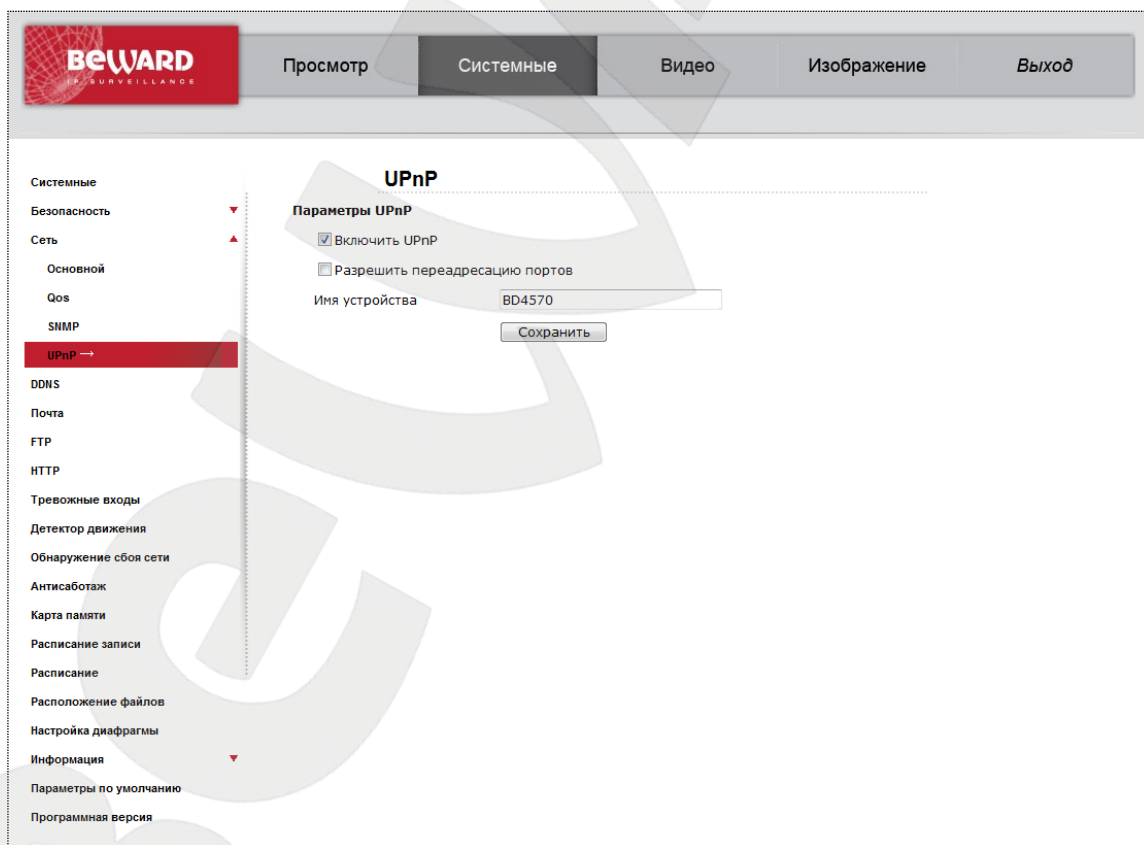 BEWARD
IP SURVEILLANCE
Просмотр
Системные
Видео
Изображение
Выход
Системные
Безопасность
Сеть
Основной
Qos
SNMP
UPnP →
DDNS
Почта
FTP
HTTP
Тревожные входы
Детектор движения
Обнаружение сбоя сети
Антисаботаж
Карта памяти
Расписание записи
Расписание
Расположение файлов
Настройка диафрагмы
Информация
Параметры по умолчанию
Программная версия
UPnP
Параметры UPnP
Включить UPnP
Разрешить переадресацию портов
Имя устройства BD4570
Сохранить